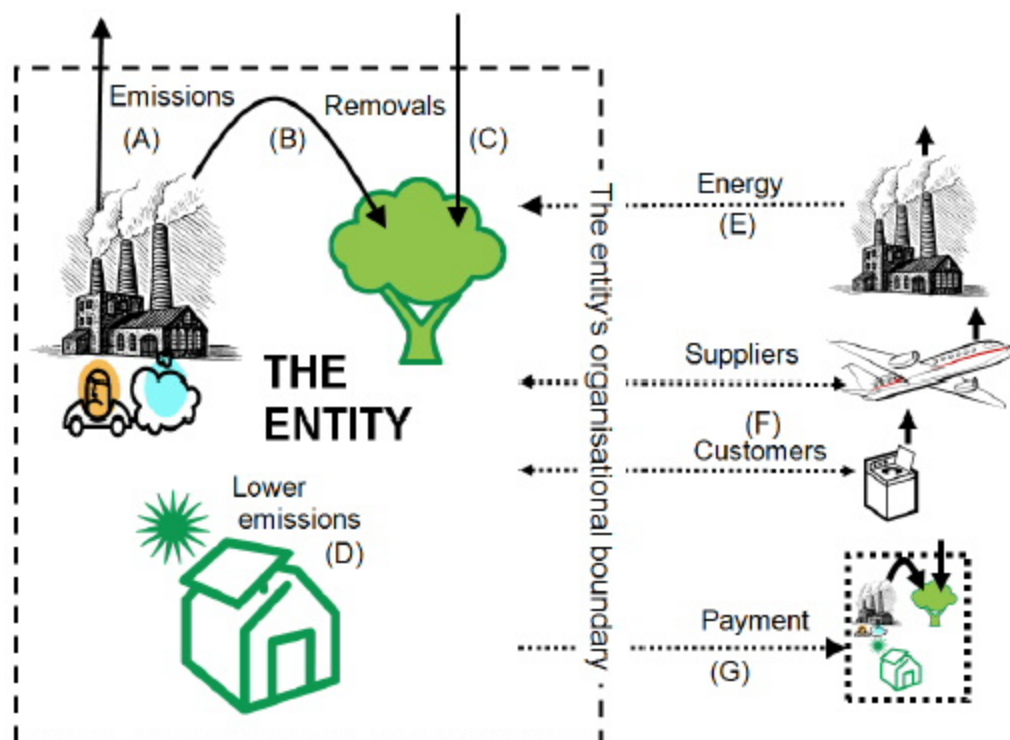 Emissions
(A)
(B)
Removals
(C)
THE
ENTITY
Lower
emissions
(D)
The entity's organisational boundary
Energy
(E)
Suppliers
(F)
Customers
Payment
(G)